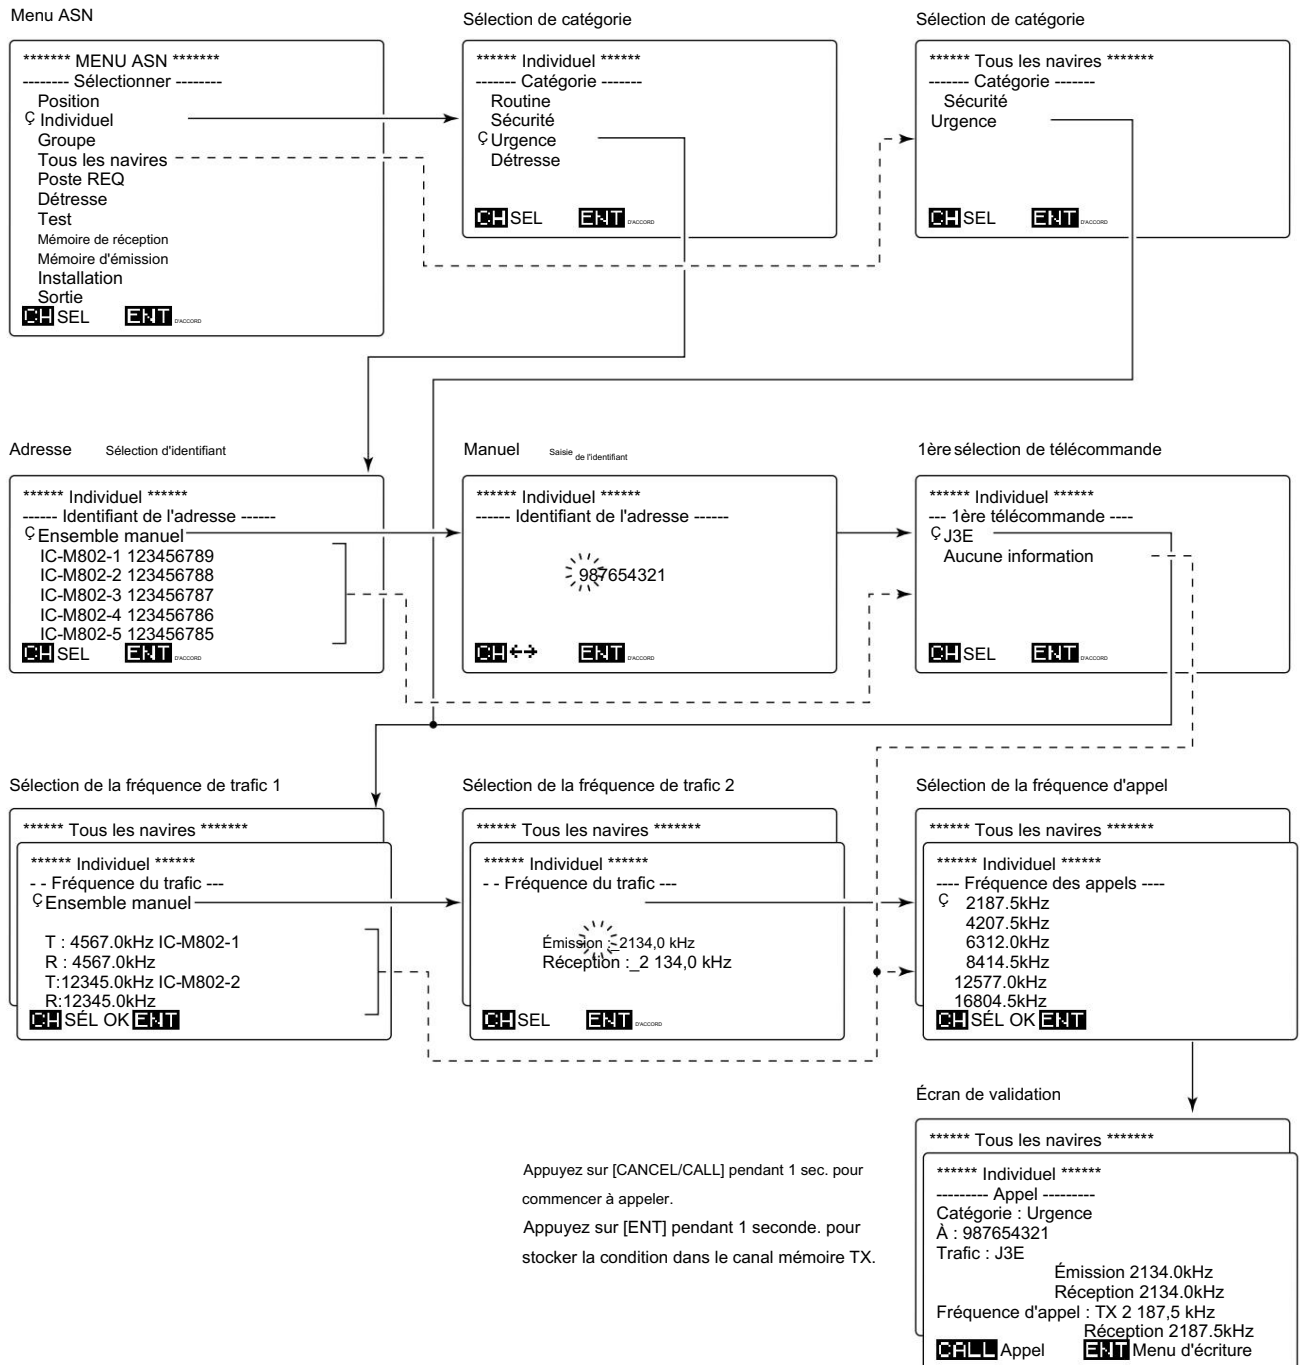 Menu ASN
******* MENU ASN *******
-------- Sélectionner --------
Position
Ç Individuel
Groupe
Tous les navires
Poste REQ
Détresse
Test
Mémoire de réception
Mémoire d'émission
Installation
Sortie
CH SEL ENT D'ACCORD
Sélection de catégorie
****** Individuel ******
------- Catégorie -------
Routine
Sécurité
Ç Urgence
Détresse
CH SEL ENT D'ACCORD
Sélection de catégorie
****** Tous les navires *******
------- Catégorie -------
Sécurité
Urgence
CH SEL ENT D'ACCORD
Adresse Sélection d'identifiant
****** Individuel ******
------ Identifiant de l'adresse ------
Ç Ensemble manuel
IC-M802-1 123456789
IC-M802-2 123456788
IC-M802-3 123456787
IC-M802-4 123456786
IC-M802-5 123456785
CH SEL ENT D'ACCORD
Manuel Saisie de l'identifiant
****** Individuel ******
------ Identifiant de l'adresse ------
987654321
CH ←→ ENT D'ACCORD
1ère sélection de télécommande
****** Individuel ******
--- 1ère télécommande ----
Ç J3E
Aucune information
CH SEL ENT D'ACCORD
Sélection de la fréquence de trafic 1
****** Tous les navires *******
****** Individuel ******
- - Fréquence du trafic ---
Ç Ensemble manuel
T : 4567.0kHz IC-M802-1
R : 4567.0kHz
T:12345.0kHz IC-M802-2
R:12345.0kHz
CH SÉL OK ENT
Sélection de la fréquence de trafic 2
****** Tous les navires *******
****** Individuel ******
- - Fréquence du trafic ---
Émission :_2134,0 kHz
Réception :_2 134,0 kHz
CH SEL ENT D'ACCORD
Sélection de la fréquence d'appel
****** Tous les navires *******
****** Individuel ******
---- Fréquence des appels ----
Ç 2187.5kHz
4207.5kHz
6312.0kHz
8414.5kHz
12577.0kHz
16804.5kHz
CH SÉL OK ENT
Appuyez sur [CANCEL/CALL] pendant 1 sec. pour
commencer à appeler.
Appuyez sur [ENT] pendant 1 seconde. pour
stocker la condition dans le canal mémoire TX.
Écran de validation
****** Tous les navires *******
****** Individuel ******
--------- Appel ---------
Catégorie : Urgence
À : 987654321
Trafic : J3E
Émission 2134.0kHz
Réception 2134.0kHz
Fréquence d'appel : TX 2 187,5 kHz
Réception 2187.5kHz
CALL Appel ENT Menu d'écriture